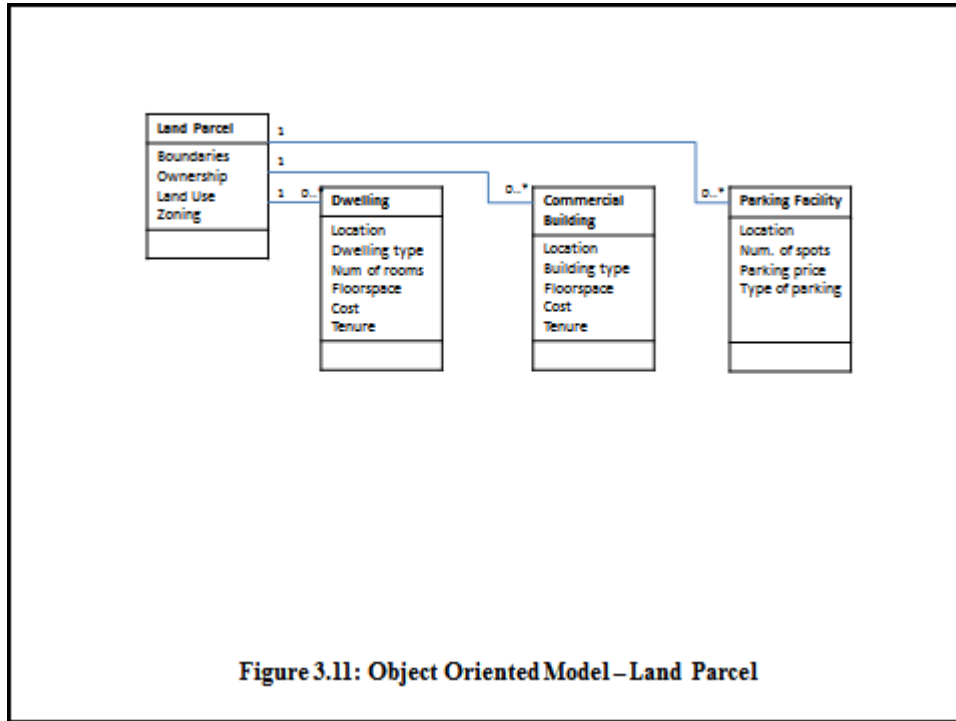 Land Parcel
Boundaries
Ownership
Land Use
Zoning
1
1
1
0..*
Dwelling
Location
Dwelling type
Num of rooms
Floorspace
Cost
Tenure
0..*
Commercial
Building
Location
Building type
Floorspace
Cost
Tenure
0..*
Parking Facility
Location
Num. of spots
Parking price
Type of parking
Figure 3.11: Object Oriented Model – Land Parcel